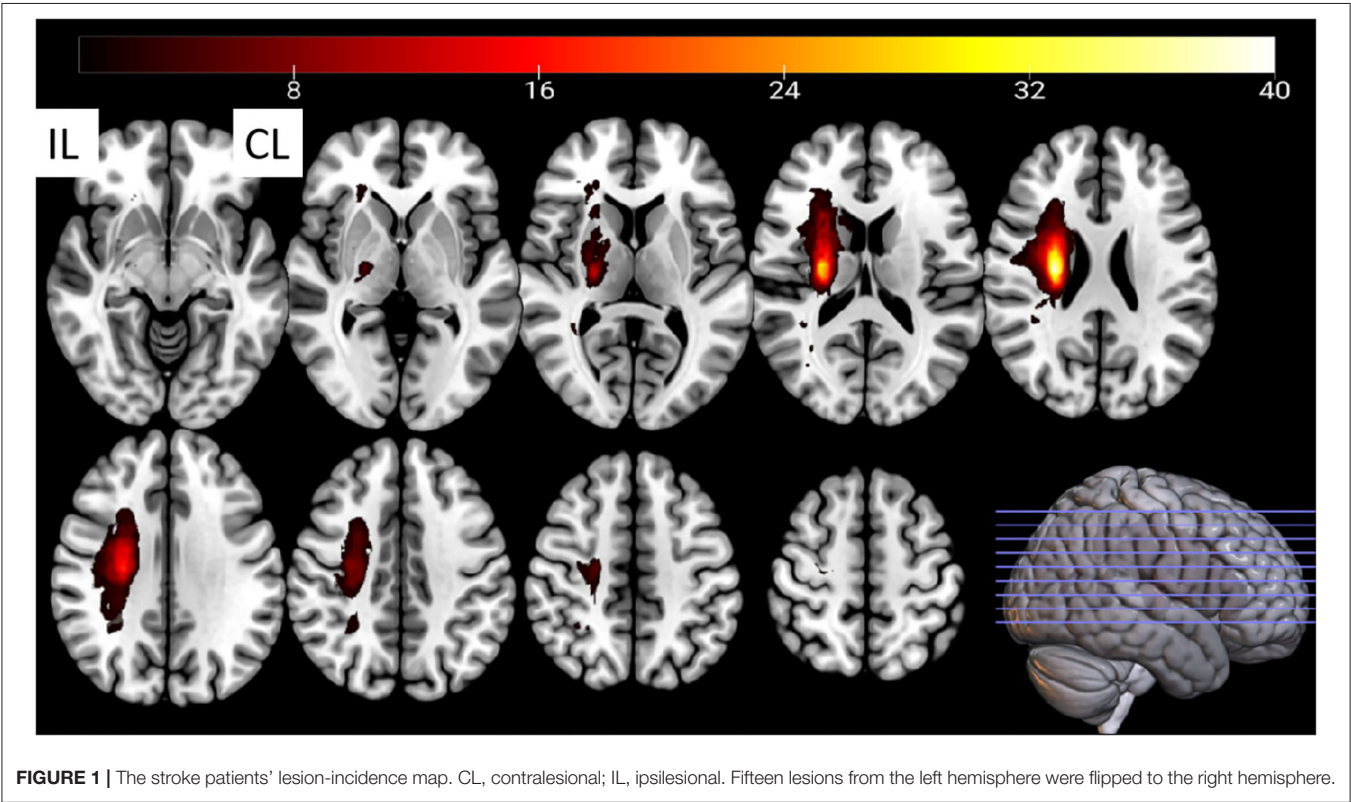 8 16 24 32 40
IL CL
FIGURE 1 | The stroke patients' lesion-incidence map. CL, contralesional; IL, ipsilesional. Fifteen lesions from the left hemisphere were flipped to the right hemisphere.